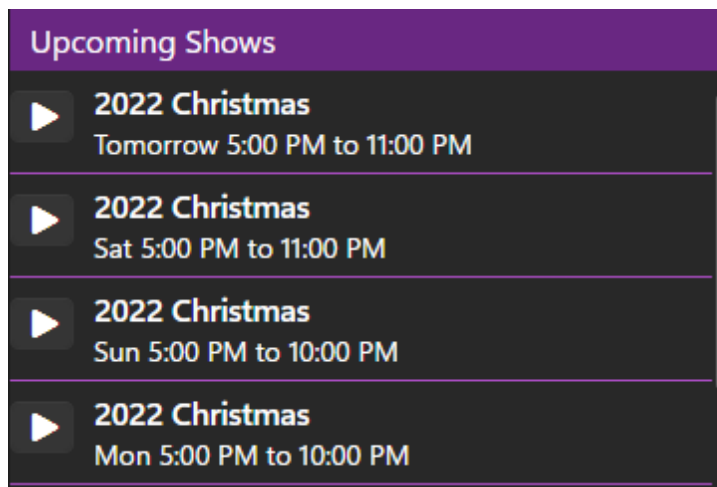 Upcoming Shows
2022 Christmas
Tomorrow 5:00 PM to 11:00 PM
2022 Christmas
Sat 5:00 PM to 11:00 PM
2022 Christmas
Sun 5:00 PM to 10:00 PM
2022 Christmas
Mon 5:00 PM to 10:00 PM